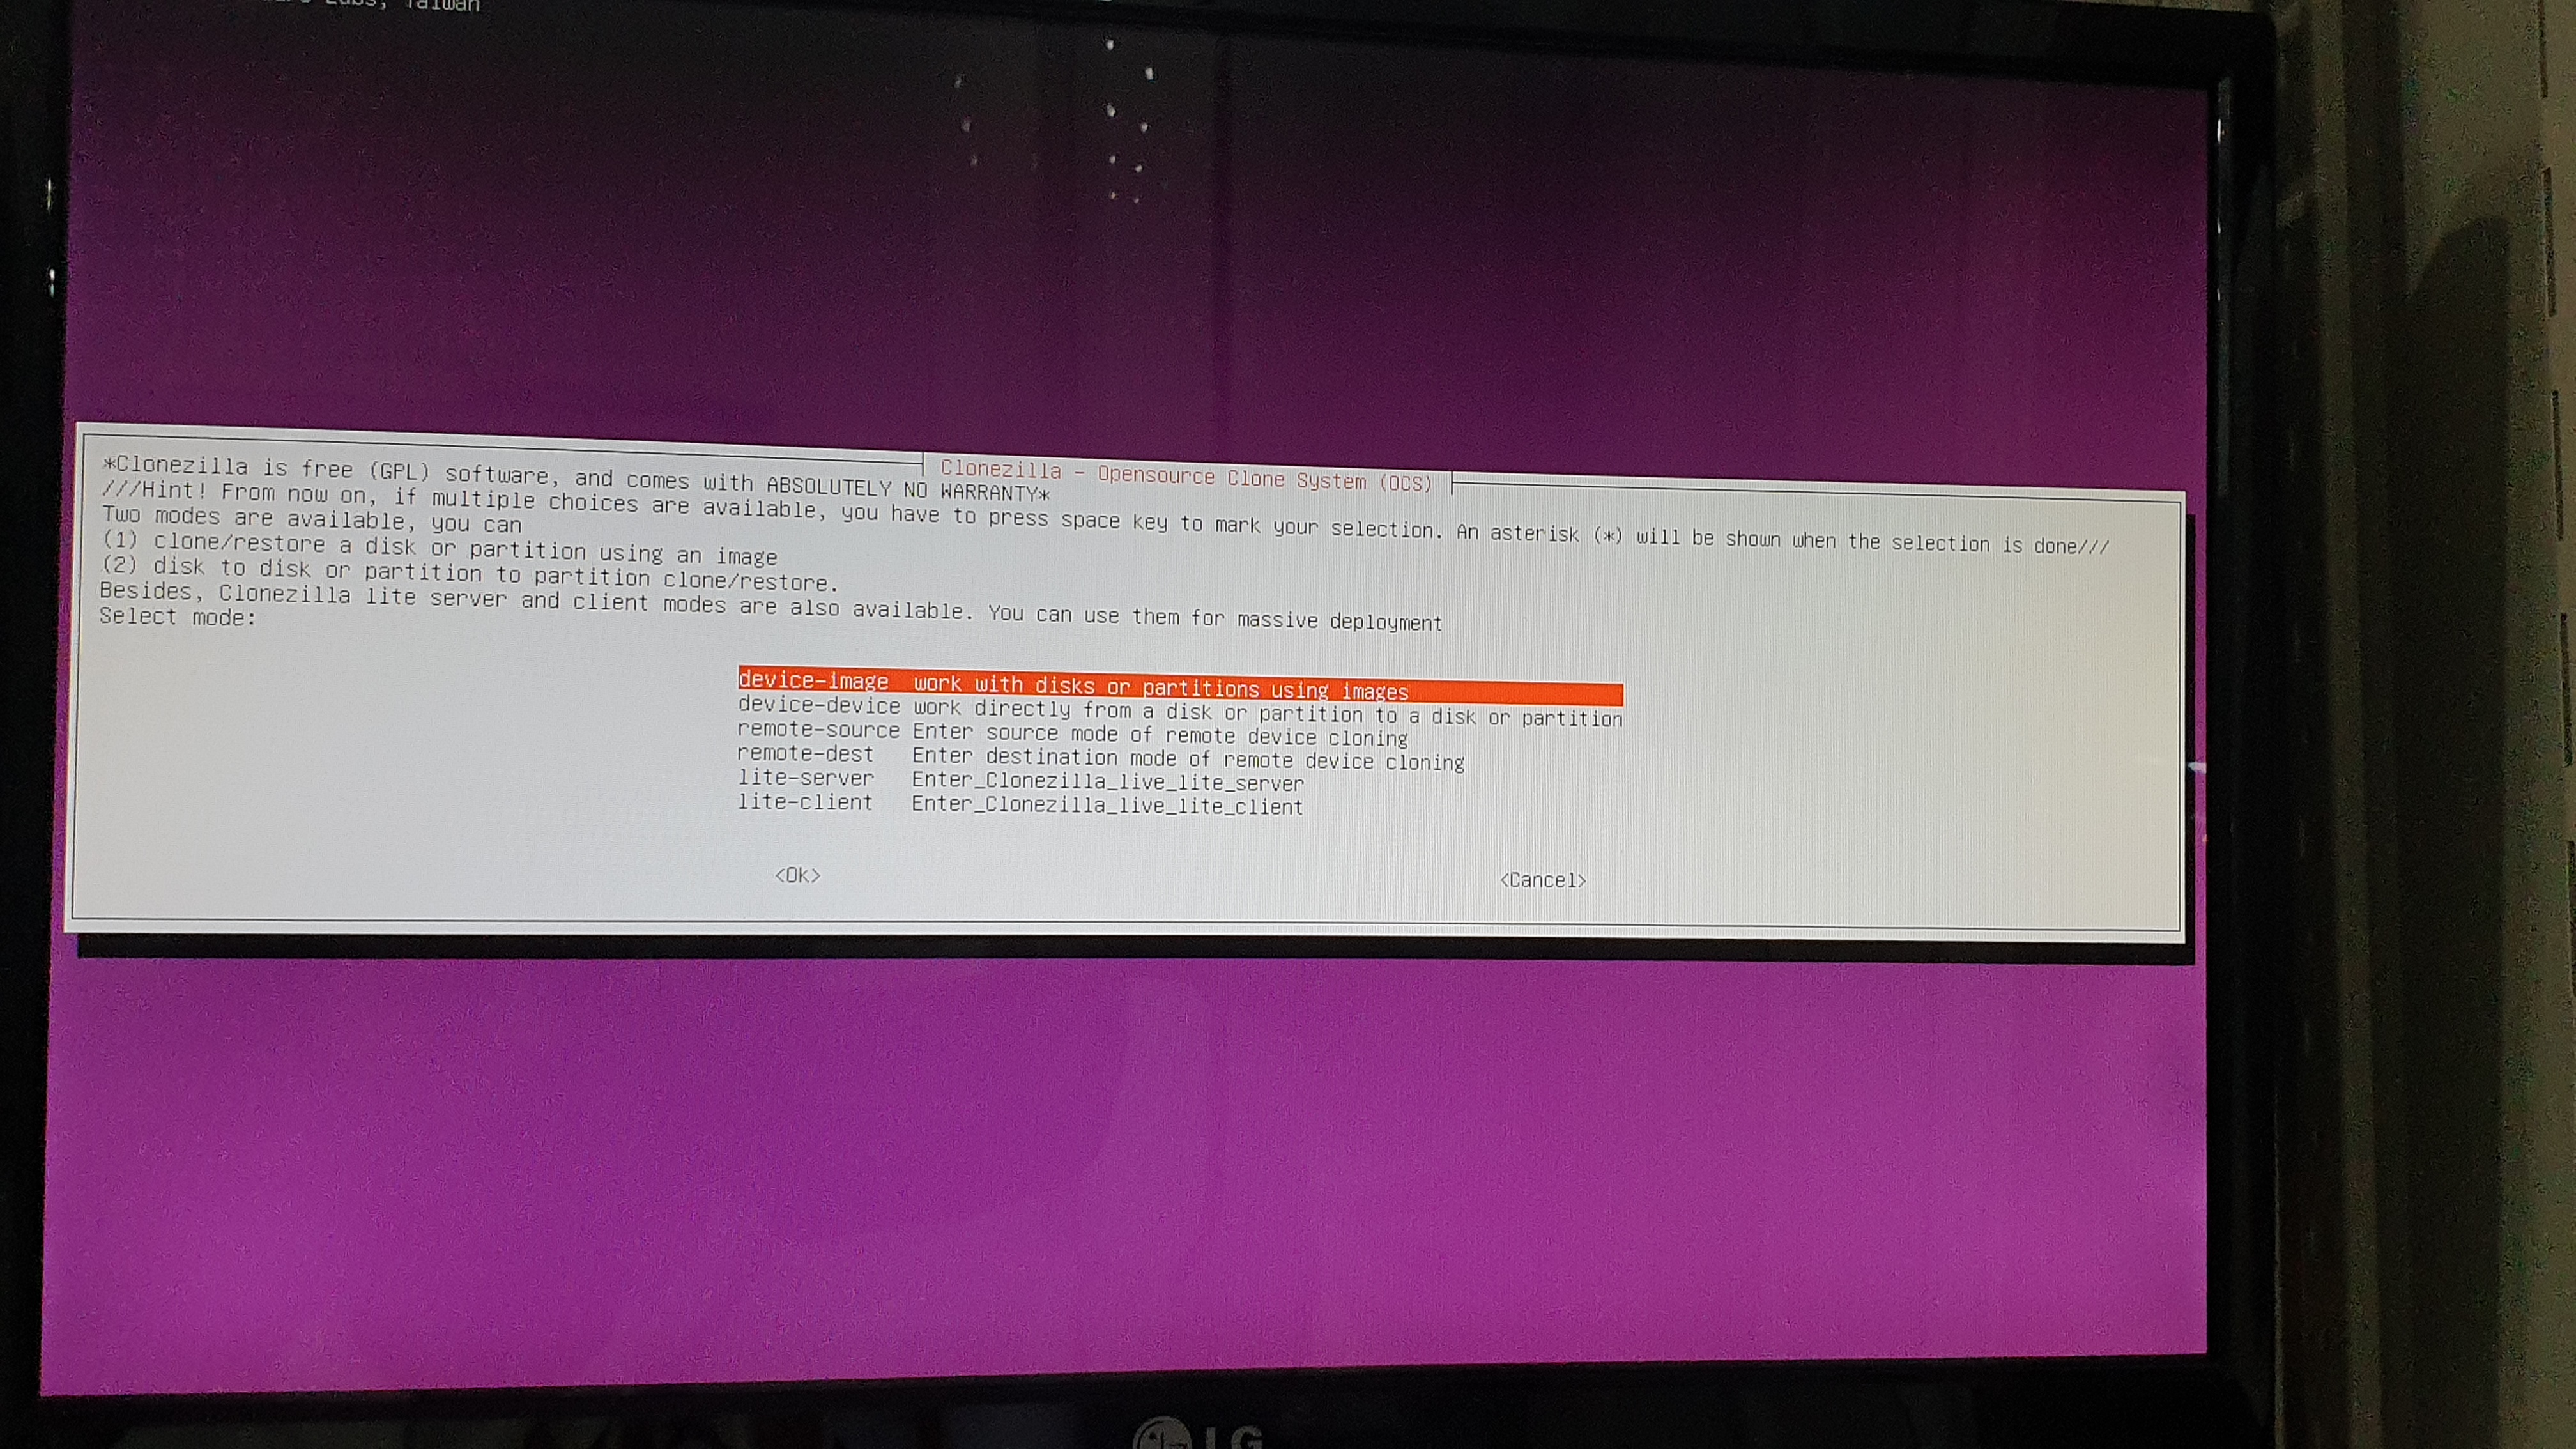 Labs, Taiwan
Clonezilla - Opensource Clone System (OCS)
*Clonezilla is free (GPL) software, and comes with ABSOLUTELY NO WARRANTY*
///Hint! From now on, if multiple choices are available, you have to press space key to mark your selection. An asterisk (*) will be shown when the selection is done///
Two modes are available, you can
(1) clone/restore a disk or partition using an image
(2) disk to disk or partition to partition clone/restore.
Besides, Clonezilla lite server and client modes are also available. You can use them for massive deployment
Select mode:
device-image work with disks or partitions using images
device-device work directly from a disk or partition to a disk or partition
remote-source Enter source mode of remote device cloning
remote-dest Enter destination mode of remote device cloning
lite-server Enter_Clonezilla_live_lite_server
lite-client Enter_Clonezilla_live_lite_client
<Ok> <Cancel>
LG